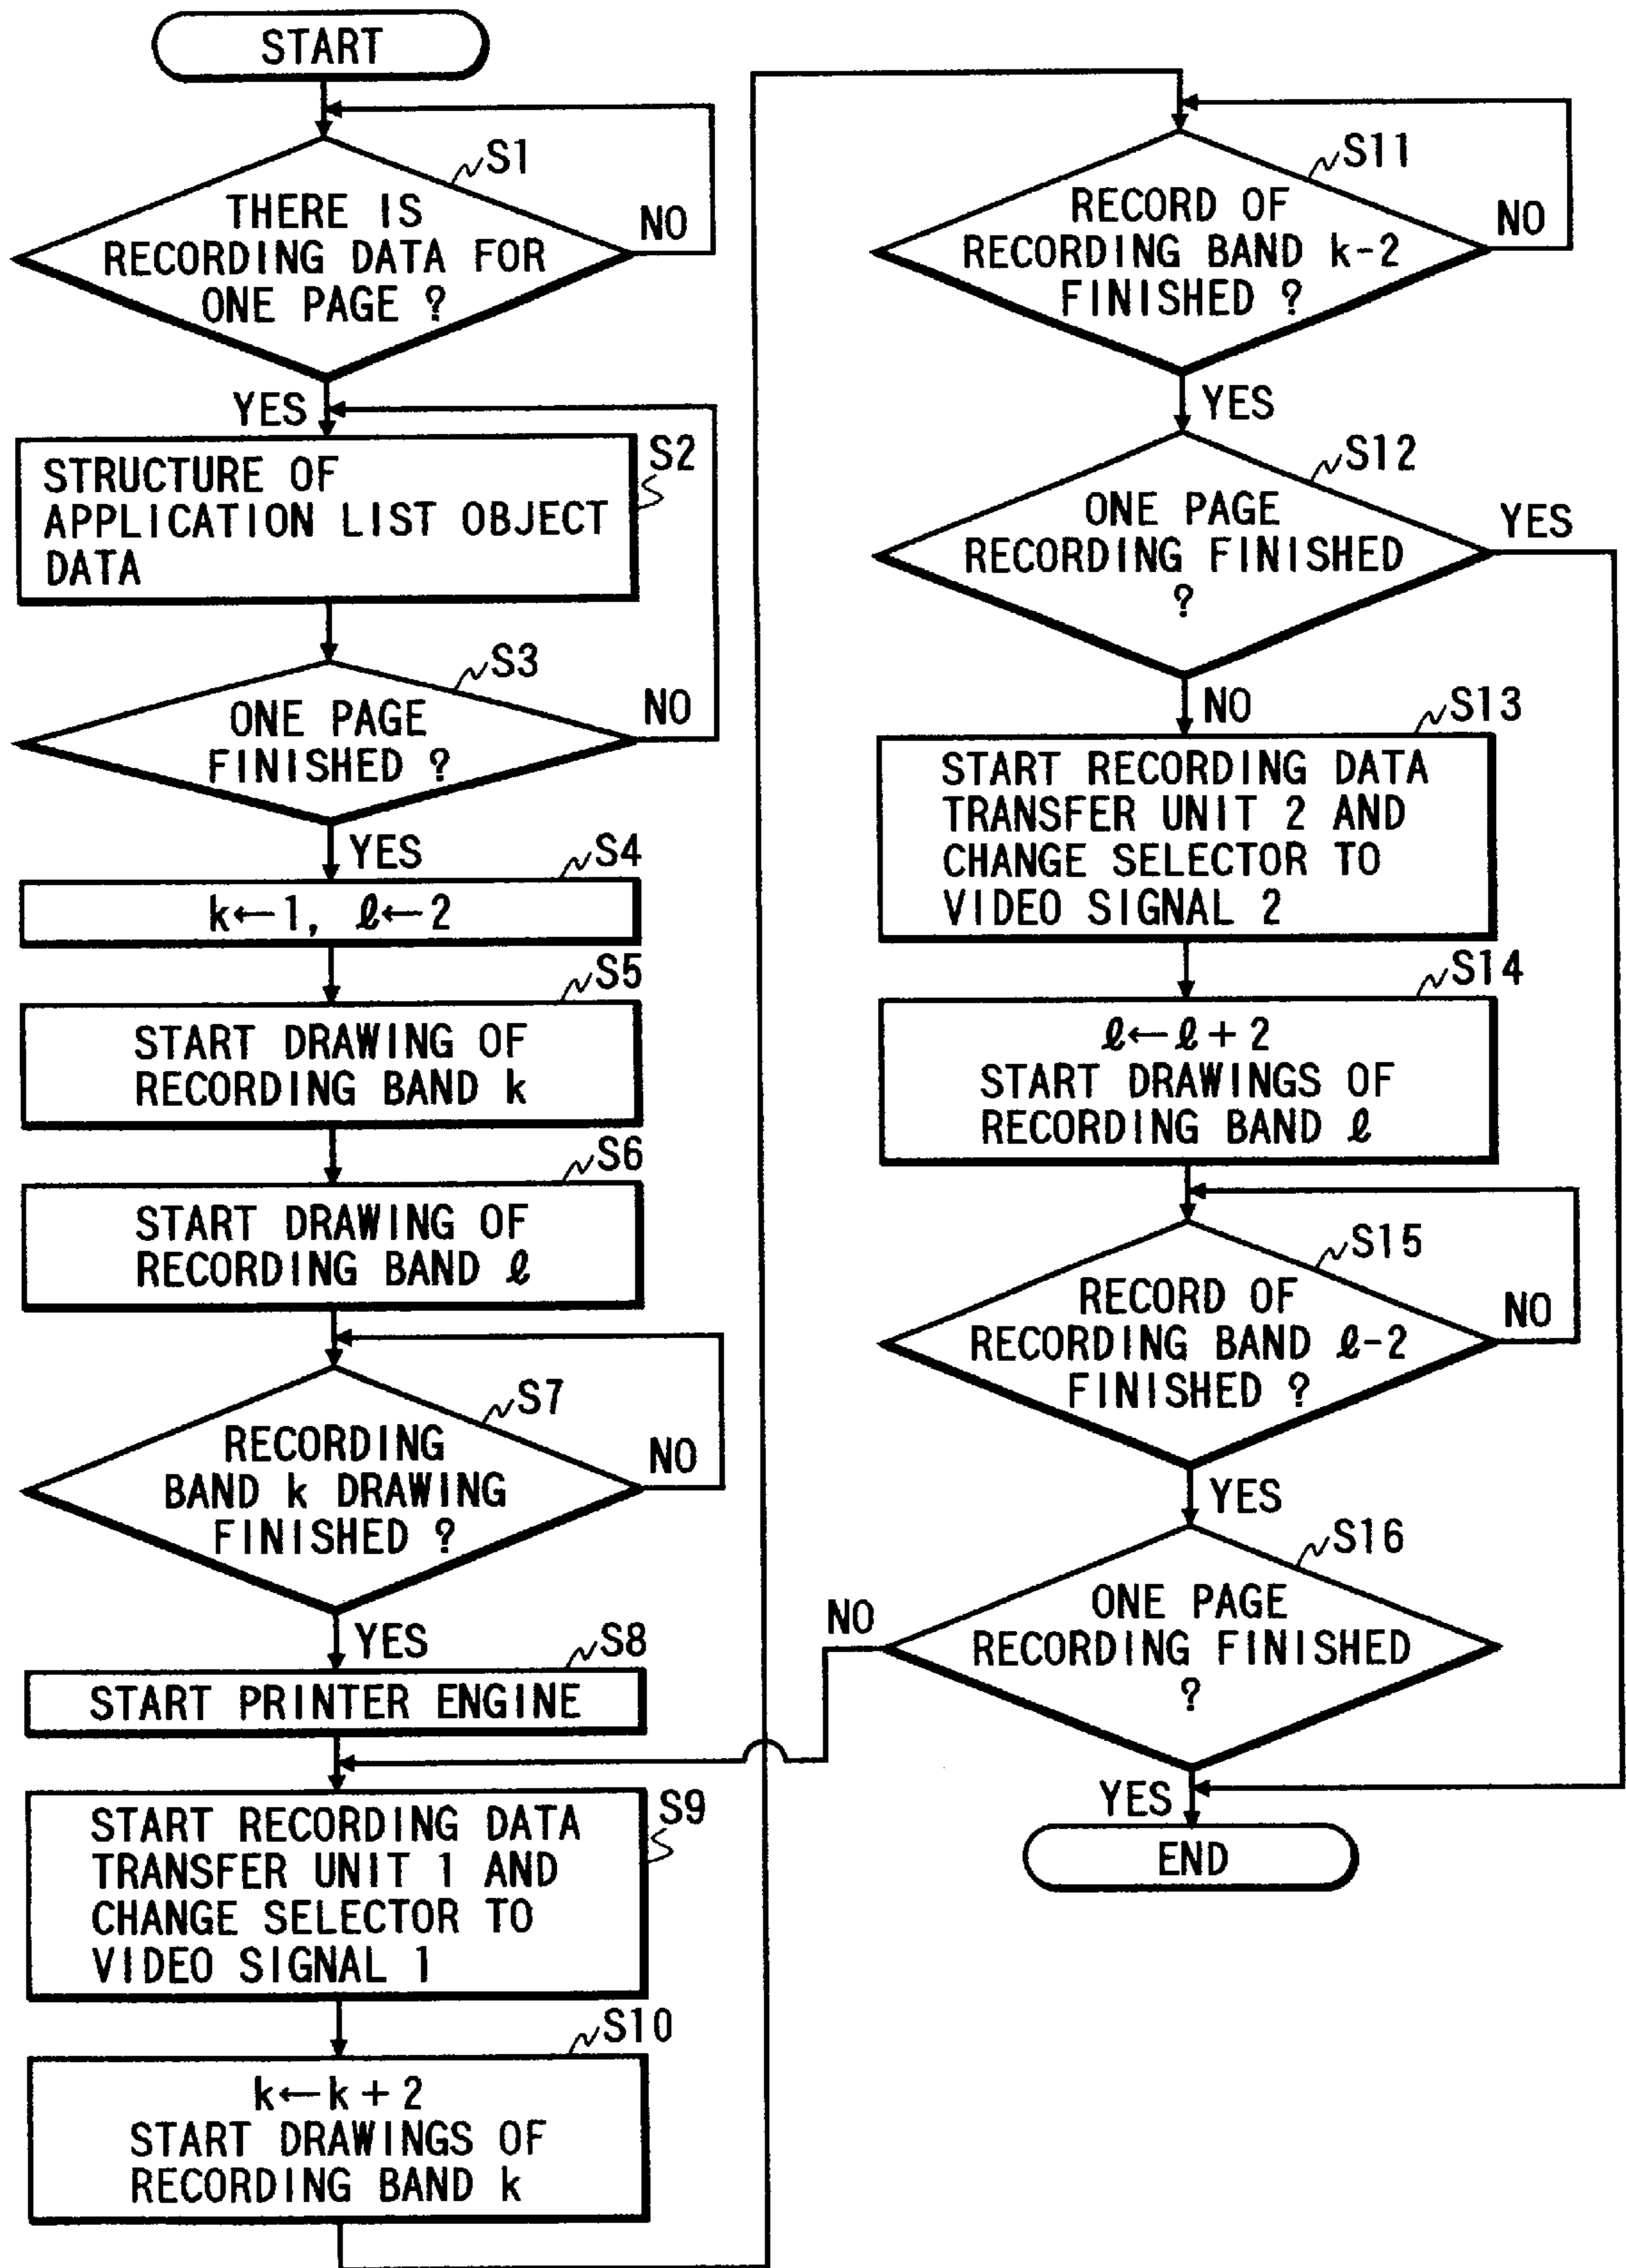 START
S1
THERE IS
RECORDING DATA FOR
ONE PAGE ?
NO
YES
S2
STRUCTURE OF
APPLICATION LIST OBJECT
DATA
S3
ONE PAGE
FINISHED ?
NO
YES
S4
k←1, ℓ←2
S5
START DRAWING OF
RECORDING BAND k
S6
START DRAWING OF
RECORDING BAND ℓ
S7
RECORDING
BAND k DRAWING
FINISHED ?
NO
YES
S8
START PRINTER ENGINE
S9
START RECORDING DATA
TRANSFER UNIT 1 AND
CHANGE SELECTOR TO
VIDEO SIGNAL 1
S10
k←k+2
START DRAWINGS OF
RECORDING BAND k
S11
RECORD OF
RECORDING BAND k-2
FINISHED ?
NO
YES
S12
ONE PAGE
RECORDING FINISHED
?
YES
NO
S13
START RECORDING DATA
TRANSFER UNIT 2 AND
CHANGE SELECTOR TO
VIDEO SIGNAL 2
S14
ℓ←ℓ+2
START DRAWINGS OF
RECORDING BAND ℓ
S15
RECORD OF
RECORDING BAND ℓ-2
FINISHED ?
NO
YES
S16
ONE PAGE
RECORDING FINISHED
?
NO
YES
END